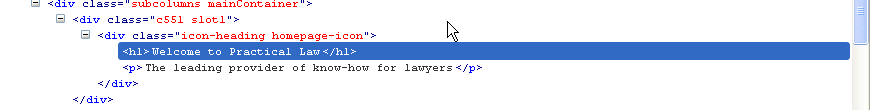 <div class="subcolumns mainContainer">
<div class="c55l slot1">
<div class="icon-heading homepage-icon">
<h1>Welcome to Practical Law</h1>
<p>The leading provider of know-how for lawyers</p>
</div>
</div>